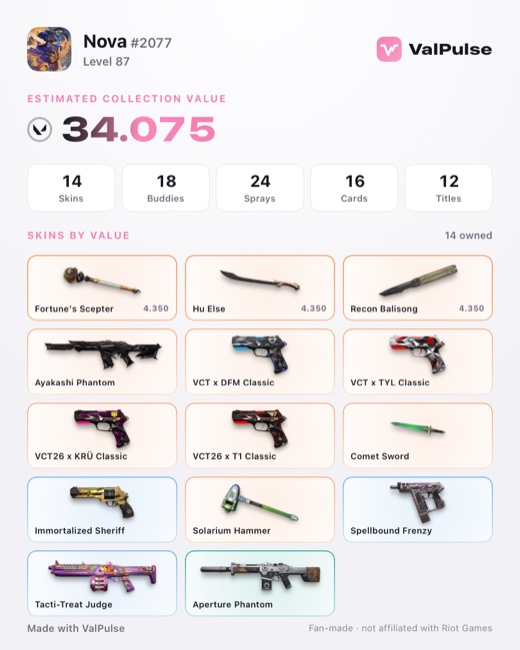 Nova #2077
Level 87
ValPulse
ESTIMATED COLLECTION VALUE
34.075
14
Skins
18
Buddies
24
Sprays
16
Cards
12
Titles
SKINS BY VALUE
14 owned
Fortune's Scepter 4.350
Hu Else 4.350
Recon Balisong 4.350
Ayakashi Phantom
VCT x DFM Classic
VCT x TYL Classic
VCT26 x KRÜ Classic
VCT26 x T1 Classic
Comet Sword
Immortalized Sheriff
Solarium Hammer
Spellbound Frenzy
Tacti-Treat Judge
Aperture Phantom
Made with ValPulse
Fan-made · not affiliated with Riot Games